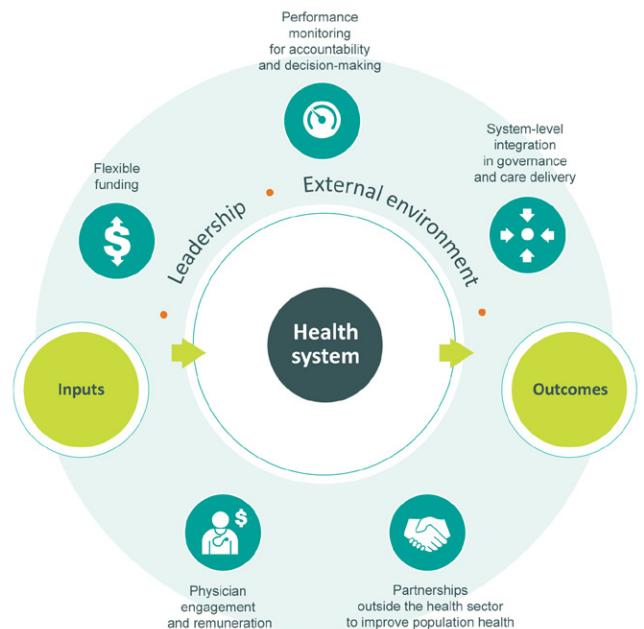 Performance
monitoring
for accountability
and decision-making
System-level
integration
in governance
and care delivery
Flexible
funding
$
Leadership • External environment •
Health
system
Inputs
Outcomes
$
Physician
engagement
and remuneration
Partnerships
outside the health sector
to improve population health